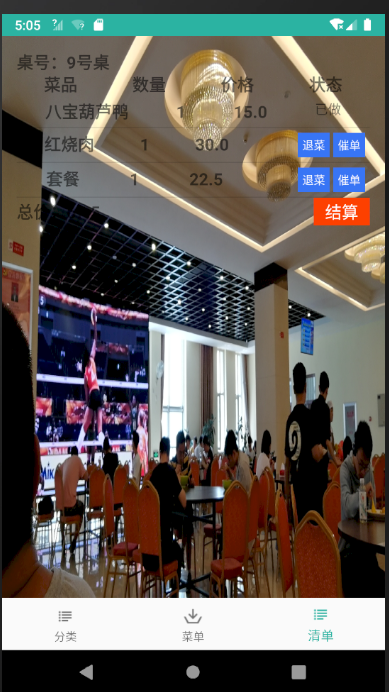 5:05
桌号：9号桌
菜品 数量 价格 状态
八宝葫芦鸭 1 15.0 已做
红烧肉 1 30.0 退菜 催单
套餐 1 22.5 退菜 催单
结算
分类 菜单 清单